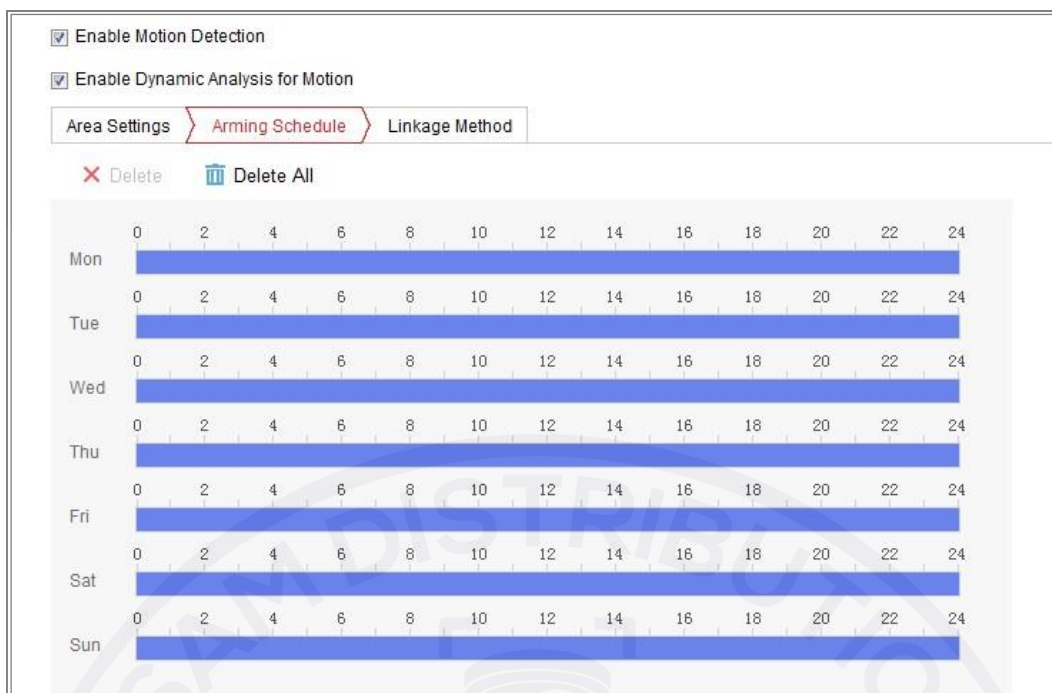 Enable Motion Detection
Enable Dynamic Analysis for Motion
Area Settings Arming Schedule Linkage Method
Delete Delete All
0 2 4 6 8 10 12 14 16 18 20 22 24
Mon
0 2 4 6 8 10 12 14 16 18 20 22 24
Tue
0 2 4 6 8 10 12 14 16 18 20 22 24
Wed
0 2 4 6 8 10 12 14 16 18 20 22 24
Thu
0 2 4 6 8 10 12 14 16 18 20 22 24
Fri
0 2 4 6 8 10 12 14 16 18 20 22 24
Sat
0 2 4 6 8 10 12 14 16 18 20 22 24
Sun
SAM DISTRIBUTIO